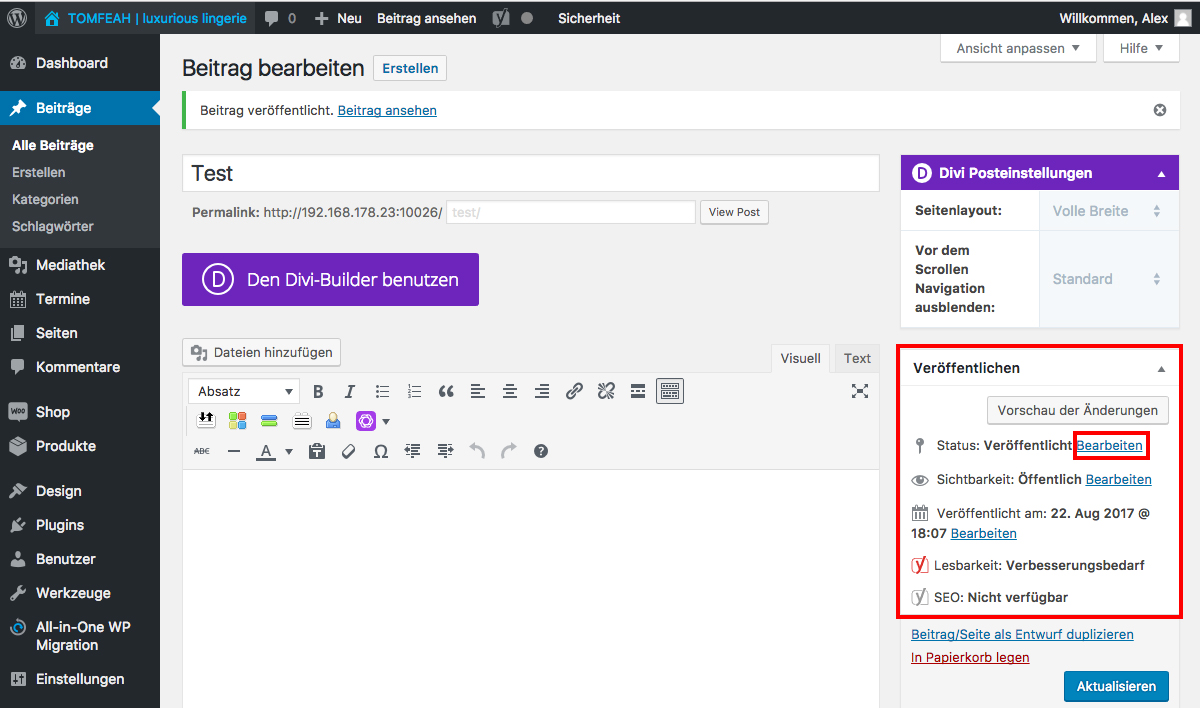 TOMFEAH | luxurious lingerie 0 Neu Beitrag ansehen Sicherheit Willkommen, Alex
Dashboard
Beiträge
Alle Beiträge
Erstellen
Kategorien
Schlagwörter
Mediathek
Termine
Seiten
Kommentare
WOO Shop
Produkte
Design
Plugins
Benutzer
Werkzeuge
All-in-One WP
Migration
Einstellungen
Ansicht anpassen Hilfe
Beitrag bearbeiten Erstellen
Beitrag veröffentlicht. Beitrag ansehen
Test
Permalink: http://192.168.178.23:10026/ test/ View Post
D Den Divi-Builder benutzen
Dateien hinzufügen
Visuell Text
Absatz B I
ABC A Ω
D Divi Posteinstellungen
Seitenlayout: Volle Breite
Vor dem
Scrollen
Navigation
ausblenden:
Standard
Veröffentlichen
Vorschau der Änderungen
Status: Veröffentlicht Bearbeiten
Sichtbarkeit: Öffentlich Bearbeiten
Veröffentlicht am: 22. Aug 2017 @
18:07 Bearbeiten
Lesbarkeit: Verbesserungsbedarf
SEO: Nicht verfügbar
Beitrag/Seite als Entwurf duplizieren
In Papierkorb legen
Aktualisieren